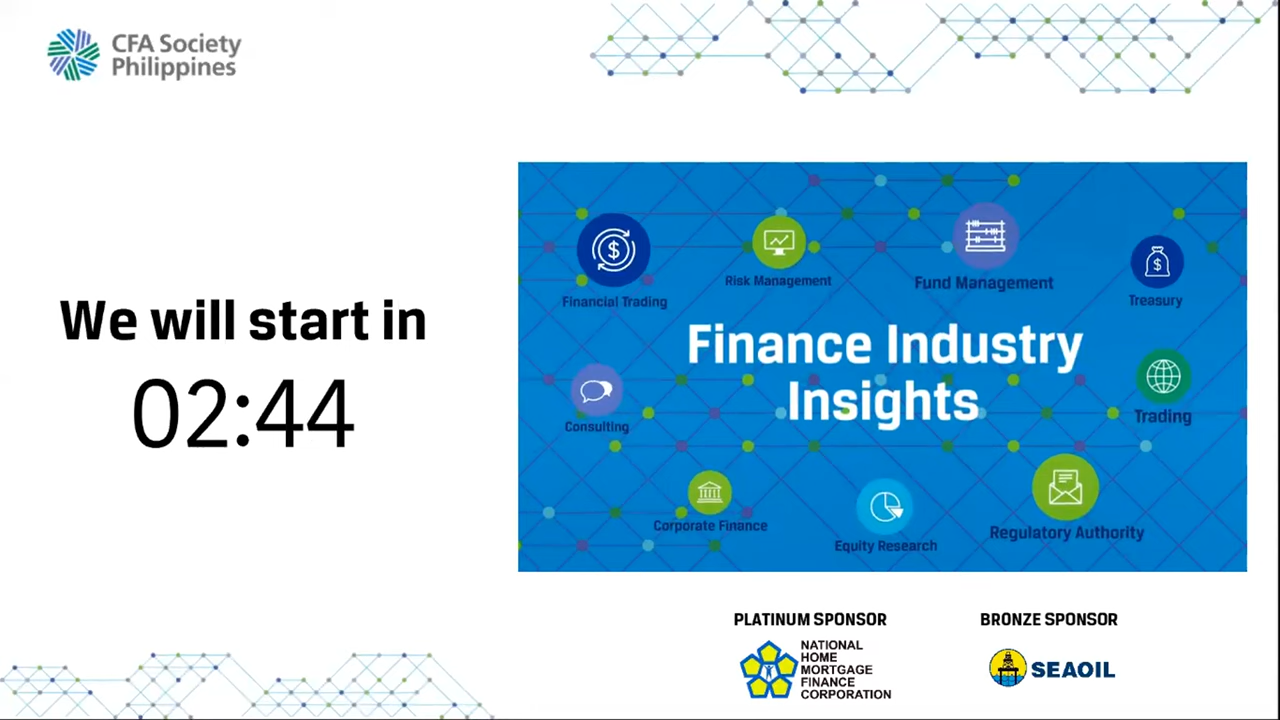 CFA Society
Philippines
We will start in
02:44
Financial Trading
Risk Management
Fund Management
Treasury
Finance Industry
Insights
Consulting
Trading
Corporate Finance
Equity Research
Regulatory Authority
PLATINUM SPONSOR
NATIONAL
HOME
MORTGAGE
FINANCE
CORPORATION
BRONZE SPONSOR
SEAOIL